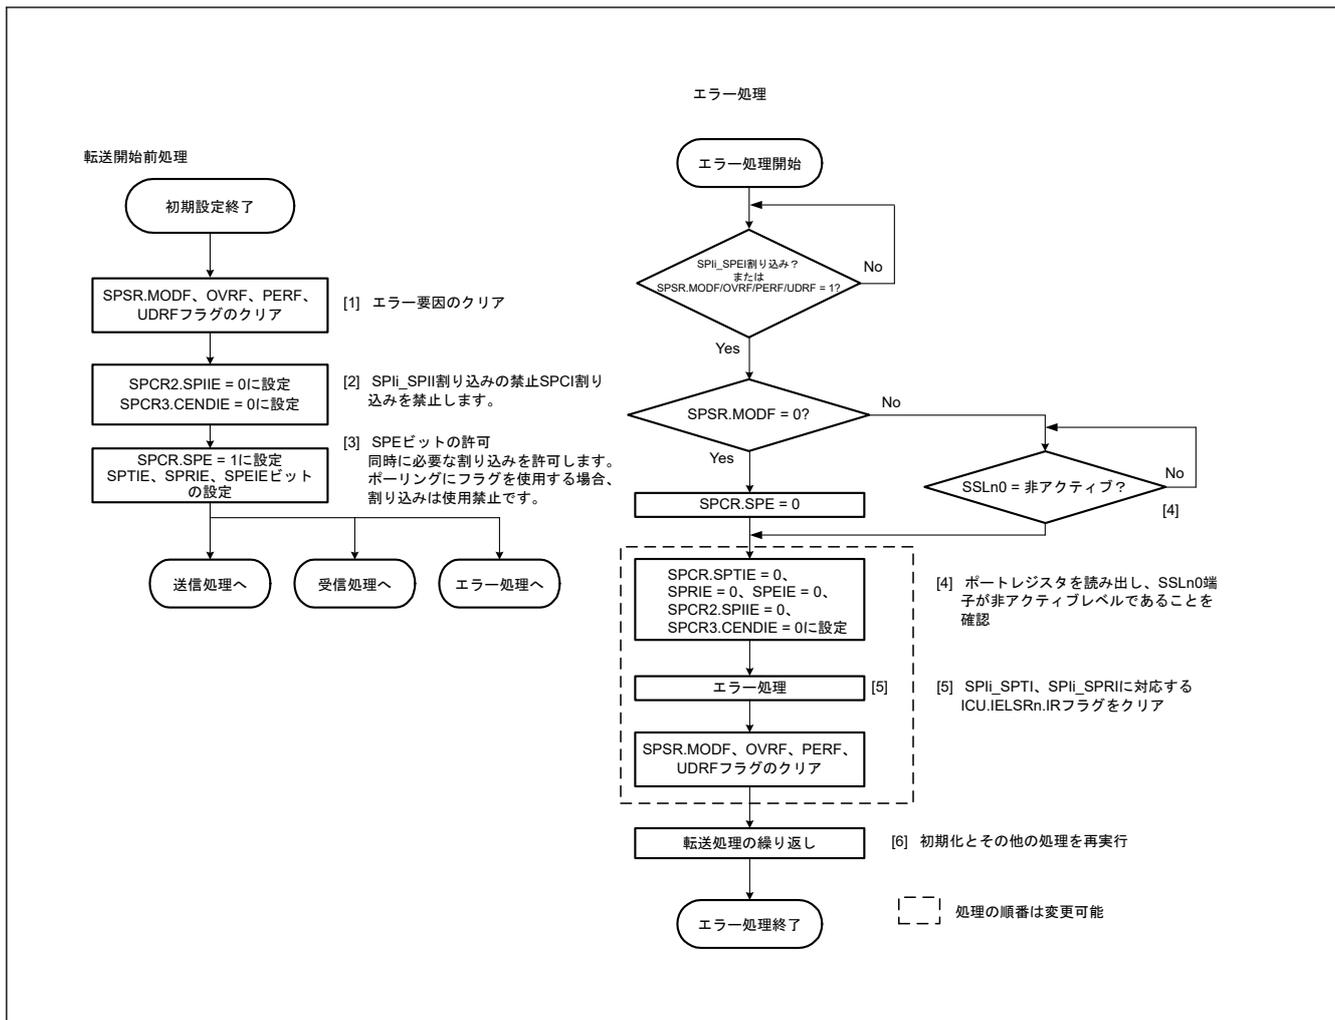 転送開始前処理
初期設定終了
SPSR.MODF、OVRF、PERF、
UDRFフラグのクリア
[1] エラー要因のクリア
SPCR2.SPIIE = 0に設定
SPCR3.CENDIE = 0に設定
[2] SPIi_SPII割り込みの禁止SPCI割り
込みを禁止します。
SPCR.SPE = 1に設定
SPTIE、SPRIE、SPEIEビット
の設定
[3] SPEビットの許可
同時に必要な割り込みを許可します。
ポーリングにフラグを使用する場合、
割り込みは使用禁止です。
送信処理へ
受信処理へ
エラー処理へ
エラー処理
エラー処理開始
SPIi_SPEI割り込み？
または
SPSR.MODF/OVRF/PERF/UDRF = 1?
No
Yes
SPSR.MODF = 0?
No
Yes
SSLn0 = 非アクティブ？
No
[4]
SPCR.SPE = 0
SPCR.SPTIE = 0、
SPRIE = 0、SPEIE = 0、
SPCR2.SPIIE = 0、
SPCR3.CENDIE = 0に設定
[4] ポートレジスタを読み出し、SSLn0端
子が非アクティブレベルであることを
確認
エラー処理
[5]
[5] SPIi_SPTI、SPIi_SPRIに対応する
ICU.IELSRn.IRフラグをクリア
SPSR.MODF、OVRF、PERF、
UDRFフラグのクリア
転送処理の繰り返し
[6] 初期化とその他の処理を再実行
エラー処理終了
処理の順番は変更可能